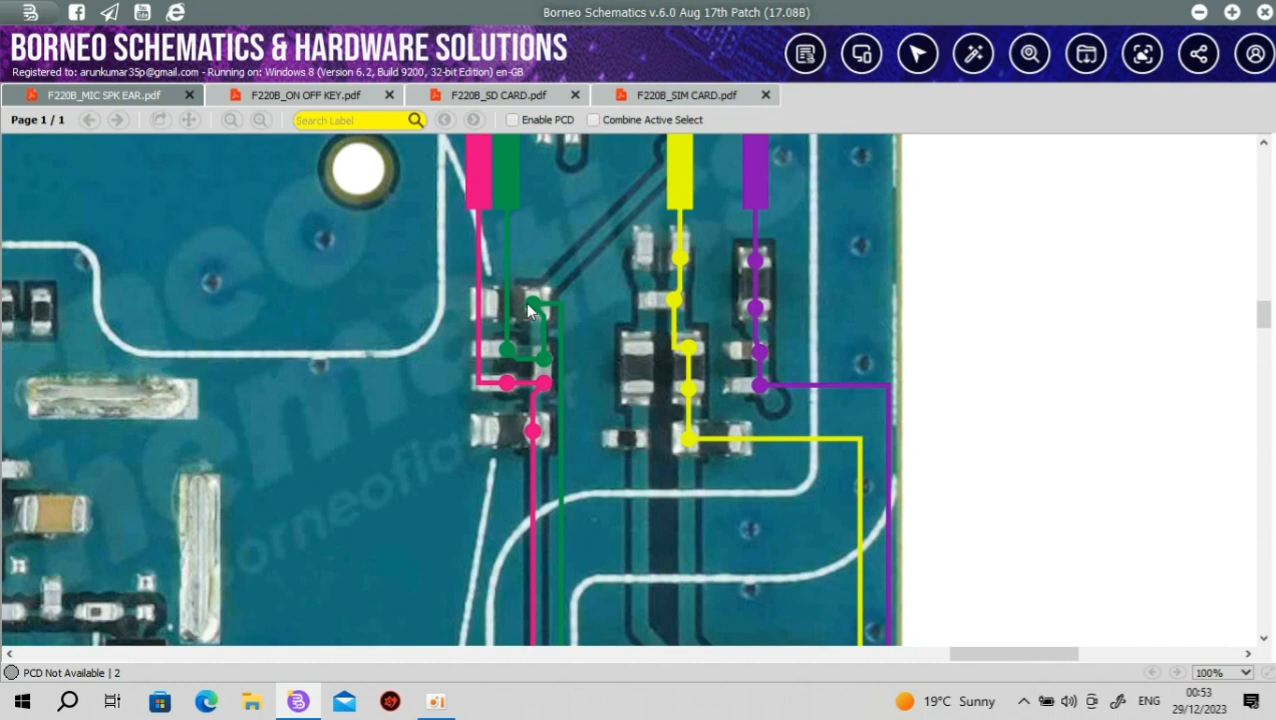 Borneo Schematics v.6.0 Aug 17th Patch (17.08B)
BORNEO SCHEMATICS & HARDWARE SOLUTIONS
Registered to: arunkumar35p@gmail.com - Running on: Windows 8 (Version 6.2, Build 9200, 32-bit Edition) en-GB
F220B_MIC SPK EAR.pdf
F220B_ON OFF KEY.pdf
F220B_SD CARD.pdf
F220B_SIM CARD.pdf
Page 1 / 1
Search Label
Enable PCD
Combine Active Select
PCD Not Available | 2
100%
19°C Sunny
ENG
00:53
29/12/2023